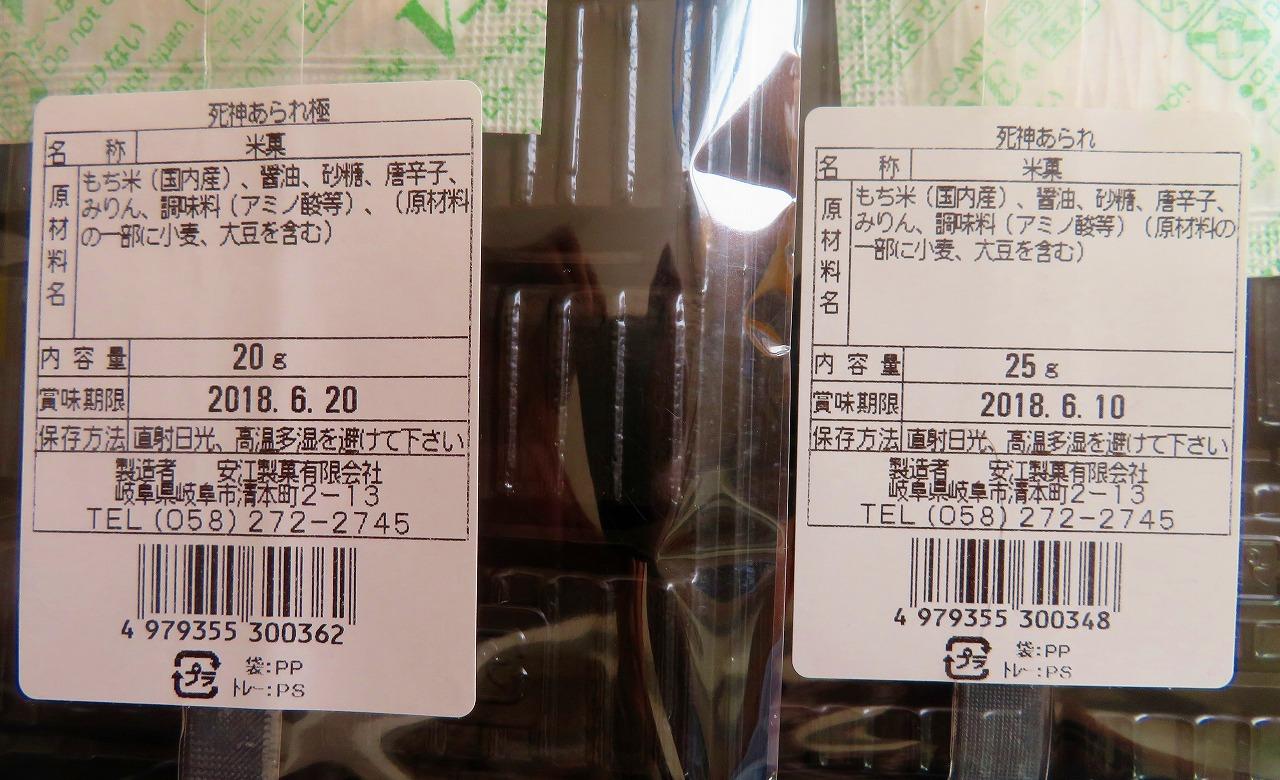 死神あられ極
名 称 米菓
原材料名
もち米（国内産）、醤油、砂糖、唐辛子、
みりん、調味料（アミノ酸等）、（原材料
の一部に小麦、大豆を含む）
内 容 量 20 g
賞味期限 2018. 6. 20
保存方法 直射日光、高温多湿を避けて下さい
製造者 安江製菓有限会社
岐阜県岐阜市清本町2-13
TEL (058) 272-2745
4 979355 300362
プラ
袋:PP
トレー:PS
死神あられ
名 称 米菓
原材料名
もち米（国内産）、醤油、砂糖、唐辛子、
みりん、調味料（アミノ酸等）（原材料の
一部に小麦、大豆を含む）
内 容 量 25 g
賞味期限 2018. 6. 10
保存方法 直射日光、高温多湿を避けて下さい
製造者 安江製菓有限会社
岐阜県岐阜市清本町2-13
TEL (058) 272-2745
4 979355 300348
プラ
袋:PP
トレー:PS